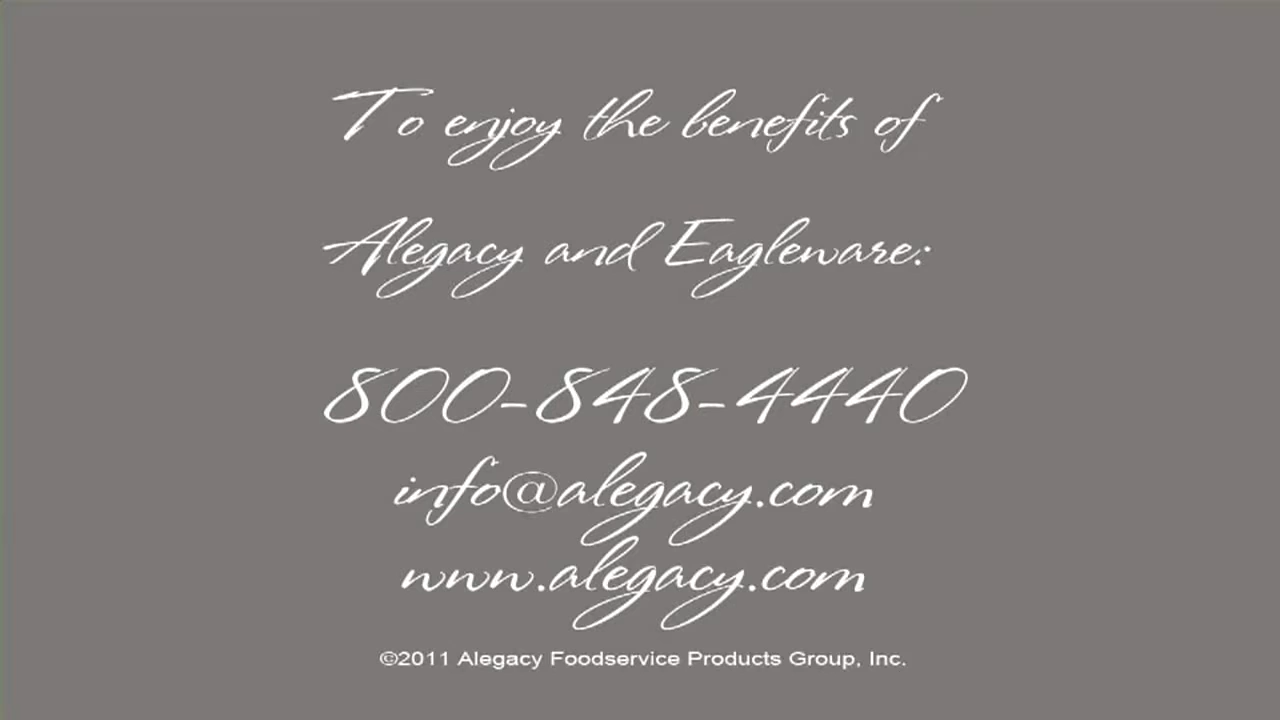 To enjoy the benefits of
Alegacy and Eagleware:
800-848-4440
info@alegacy.com
www.alegacy.com
©2011 Alegacy Foodservice Products Group, Inc.